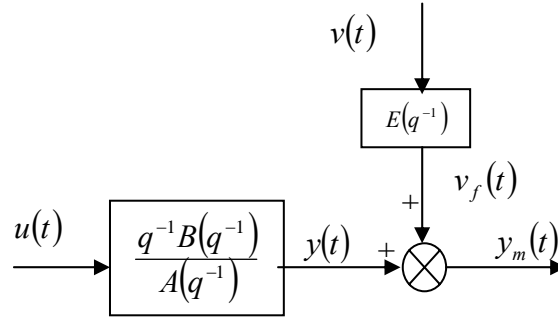 v(t)
E(q⁻¹)
+
v_f(t)
u(t)
q⁻¹B(q⁻¹)
A(q⁻¹)
y(t)
+
y_m(t)